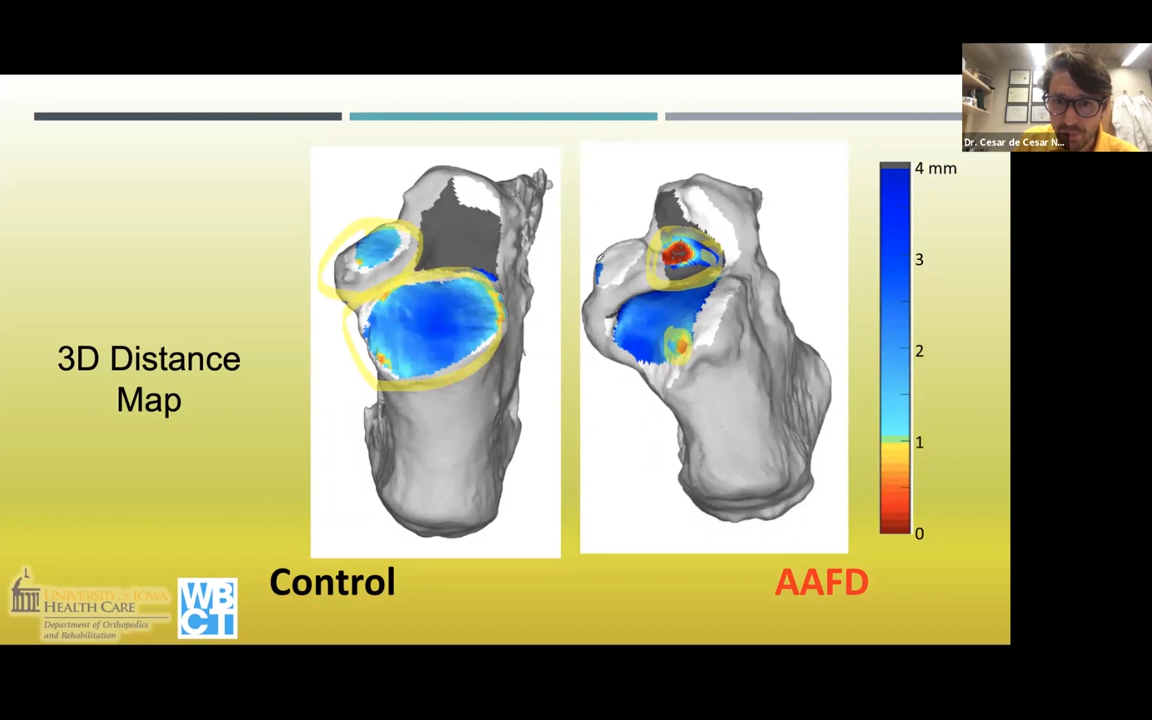 Dr. Cesar de Cesar N...
4 mm
3
2
1
0
3D Distance
Map
Control
AAFD
UNIVERSITY OF IOWA
HEALTH CARE
Department of Orthopedics
and Rehabilitation
WB
CT